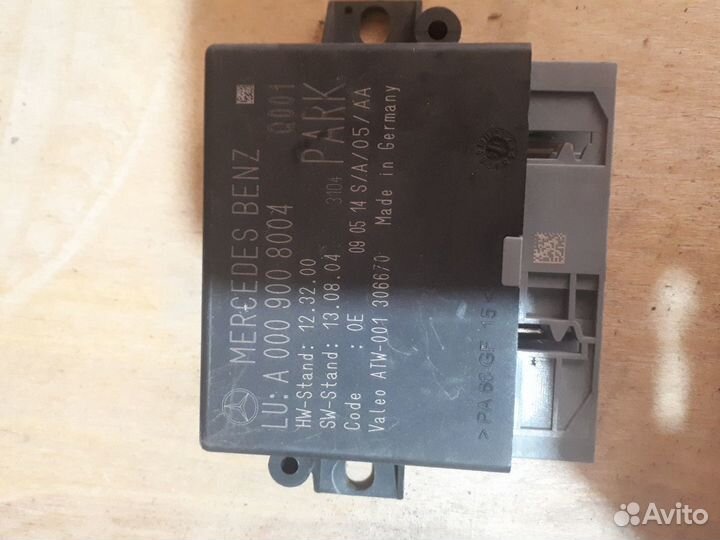 MERCEDES BENZ Q001
LU: A 000 900 8004 3104 PARK
HW-Stand: 12.32.00
SW-Stand: 13.08.04
Code : 0E 09 05 14 S/A/05/AA
Valeo ATW-001 306670 Made in Germany
Avito